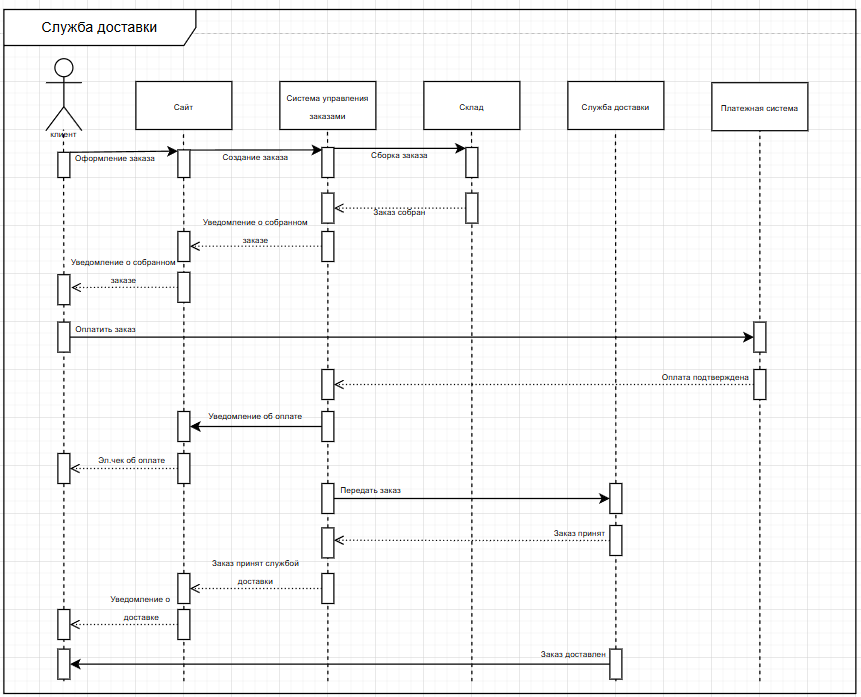 Служба доставки
клиент
Сайт
Система управления
заказами
Склад
Служба доставки
Платежная система
Оформление заказа
Создание заказа
Сборка заказа
Заказ собран
Уведомление о собранном
заказе
Уведомление о собранном
заказе
Оплатить заказ
Оплата подтверждена
Уведомление об оплате
Эл.чек об оплате
Передать заказ
Заказ принят
Заказ принят службой
доставки
Уведомление о
доставке
Заказ доставлен